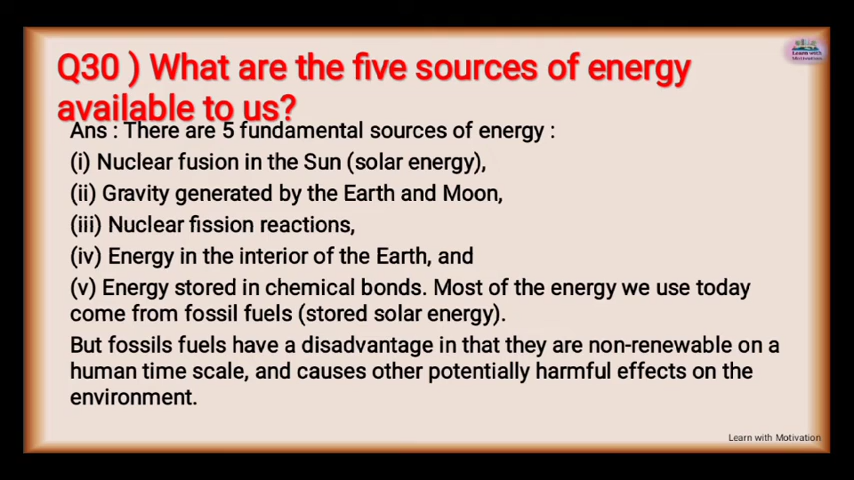 Q30 ) What are the five sources of energy
available to us?
Ans : There are 5 fundamental sources of energy :
(i) Nuclear fusion in the Sun (solar energy),
(ii) Gravity generated by the Earth and Moon,
(iii) Nuclear fission reactions,
(iv) Energy in the interior of the Earth, and
(v) Energy stored in chemical bonds. Most of the energy we use today
come from fossil fuels (stored solar energy).
But fossils fuels have a disadvantage in that they are non-renewable on a
human time scale, and causes other potentially harmful effects on the
environment.
Learn with
Motivation
Learn with Motivation